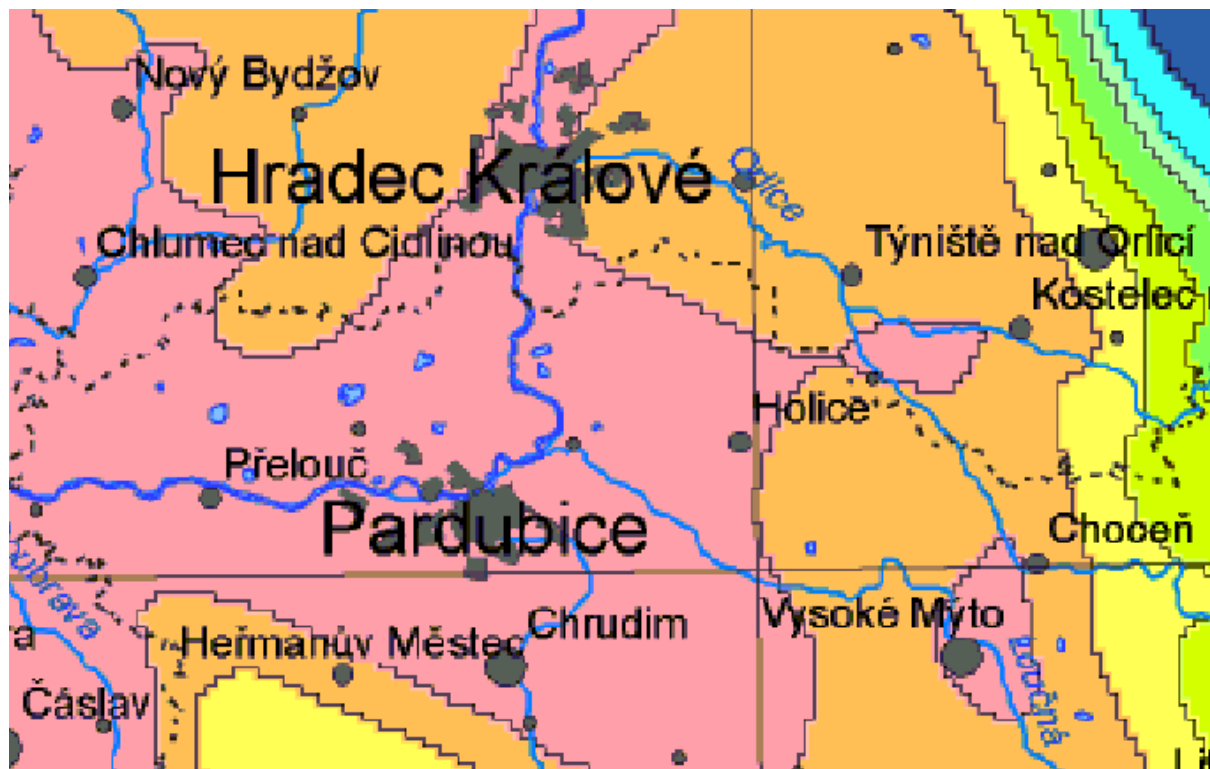 Nový Bydžov
Hradec Králové
Orlice
Chlumec nad Cidlinou
Týniště nad Orlicí
Kostelec
Holice
Přelouč
Pardubice
Choceň
Doubrava
Vysoké Mýto
Chrudim
Heřmanův Městec
Loučná
Čáslav